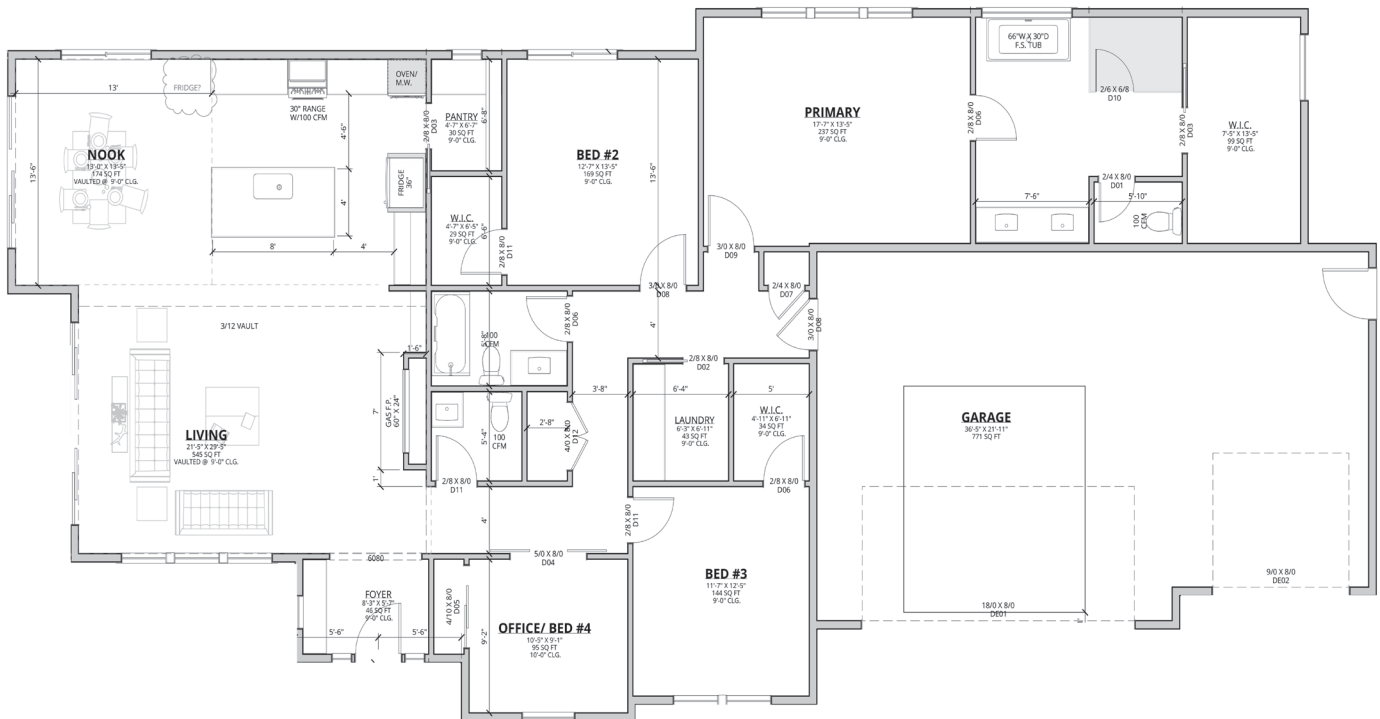 13'
FRIDGE?
30" RANGE
W/100 CFM
OVEN/
M.W.
2/8 X 8/0
D03
PANTRY
4'-7" X 6'-7"
30 SQ FT
9'-0" CLG.
6'-8"
NOOK
13'-0" X 13'-5"
174 SQ FT
VAULTED @ 9'-0" CLG.
13'-6"
4'-6"
4'
8'
4'
FRIDGE
36"
W.I.C.
4'-7" X 6'-5"
29 SQ FT
9'-0" CLG.
6'-6"
2/8 X 8/0
D11
BED #2
12'-7" X 13'-5"
169 SQ FT
9'-0" CLG.
13'-6"
D08
4'
PRIMARY
17'-7" X 13'-5"
237 SQ FT
9'-0" CLG.
2/8 X 8/0
D06
66"W X 30"D
F.S. TUB
2/6 X 6/8
D10
2/8 X 8/0
D03
W.I.C.
7'-5" X 13'-5"
99 SQ FT
9'-0" CLG.
2/4 X 8/0
D01
7'-6"
5'-10"
100
CFM
3/0 X 8/0
D09
2/4 X 8/0
D07
3/0 X 8/0
D08
3/12 VAULT
1'-6"
7'
GAS F.P.
60" X 24"
1'
LIVING
21'-5" X 29'-5"
545 SQ FT
VAULTED @ 9'-0" CLG.
100
CFM
2/8 X 8/0
D06
2/8 X 8/0
D02
3'-8"
6'-4"
5'
LAUNDRY
6'-3" X 6'-11"
43 SQ FT
9'-0" CLG.
W.I.C.
4'-11" X 6'-11"
34 SQ FT
9'-0" CLG.
2/8 X 8/0
D06
100
CFM
5'-4"
2'-8"
4/0 X 8/0
D12
2/8 X 8/0
D11
4'
2/8 X 8/0
D11
GARAGE
36'-5" X 21'-11"
771 SQ FT
18/0 X 8/0
DE01
9/0 X 8/0
DE02
6080
FOYER
8'-3" X 5'-7"
46 SQ FT
9'-0" CLG.
5'-6"
5'-6"
4/10 X 8/0
D05
5/0 X 8/0
D04
9'-2"
OFFICE/ BED #4
10'-5" X 9'-1"
95 SQ FT
10'-0" CLG.
BED #3
11'-7" X 12'-5"
144 SQ FT
9'-0" CLG.